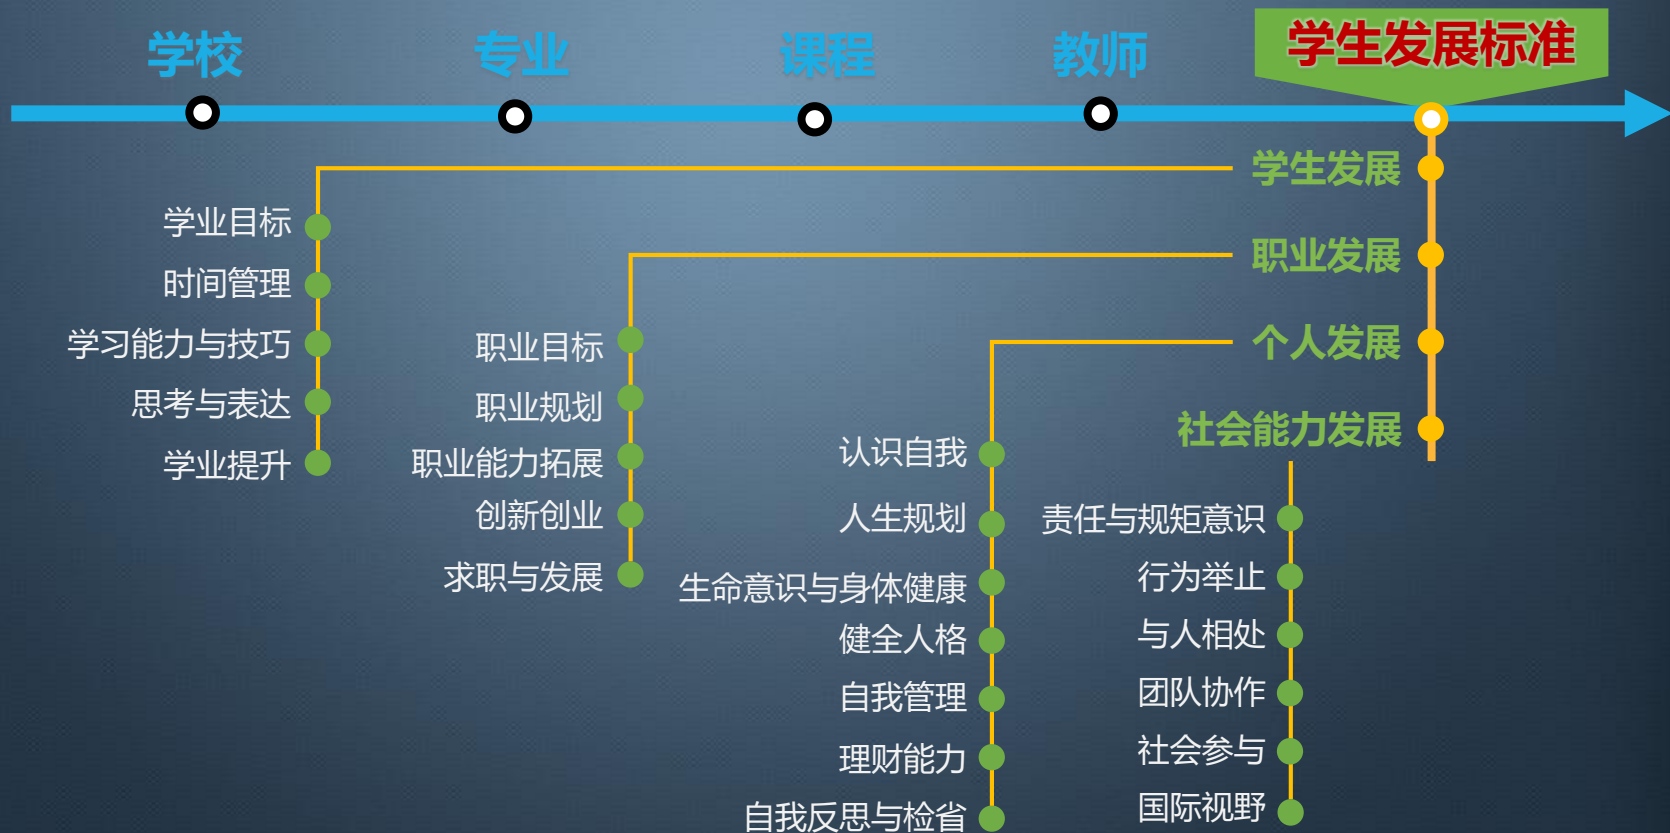 学校
专业
课程
教师
学生发展标准
学生发展
学业目标
时间管理
学习能力与技巧
思考与表达
学业提升
职业发展
职业目标
职业规划
职业能力拓展
创新创业
求职与发展
个人发展
认识自我
人生规划
生命意识与身体健康
健全人格
自我管理
理财能力
自我反思与检省
社会能力发展
责任与规矩意识
行为举止
与人相处
团队协作
社会参与
国际视野